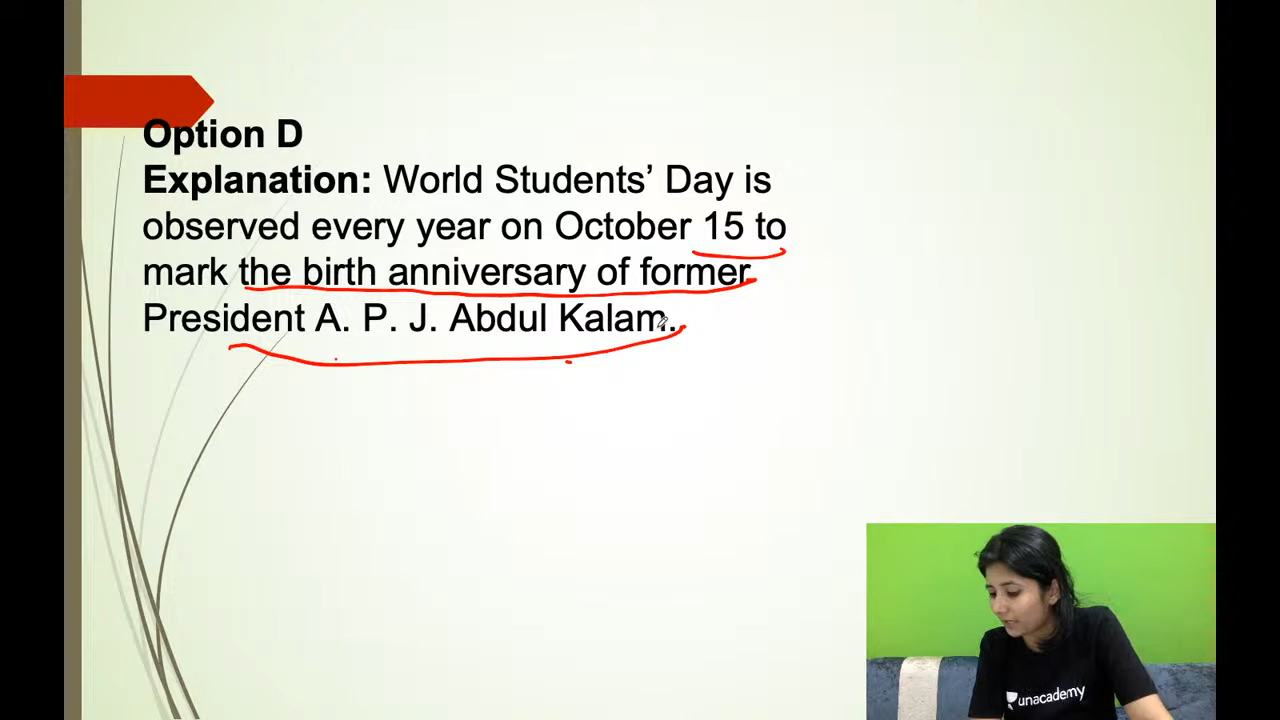 Option D
Explanation: World Students’ Day is
observed every year on October 15 to
mark the birth anniversary of former
President A. P. J. Abdul Kalam.
unacademy